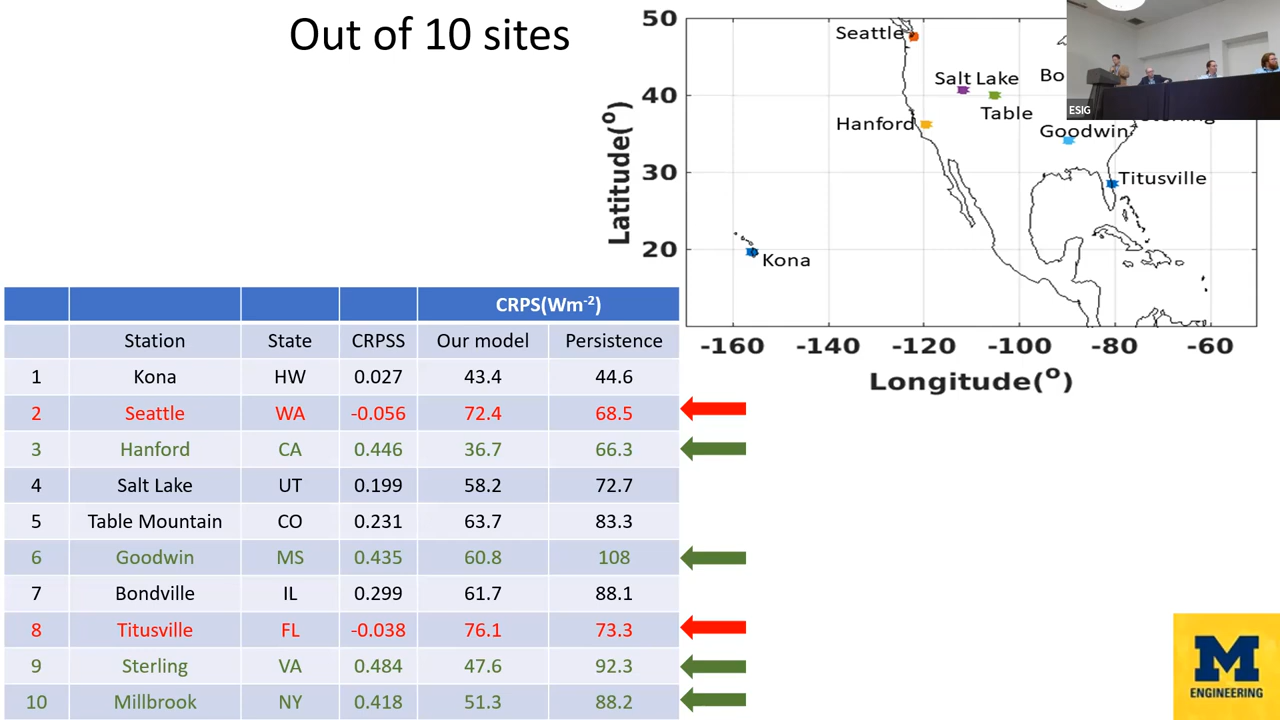 Out of 10 sites
50
40
30
20
Latitude(⁰)
Seattle
Salt Lake
Bo
Table
Hanford
Goodwin
Titusville
Kona
-160 -140 -120 -100 -80 -60
Longitude(⁰)
ESIG
CRPS(Wm⁻²)
Station State CRPSS Our model Persistence
1 Kona HW 0.027 43.4 44.6
2 Seattle WA -0.056 72.4 68.5
3 Hanford CA 0.446 36.7 66.3
4 Salt Lake UT 0.199 58.2 72.7
5 Table Mountain CO 0.231 63.7 83.3
6 Goodwin MS 0.435 60.8 108
7 Bondville IL 0.299 61.7 88.1
8 Titusville FL -0.038 76.1 73.3
9 Sterling VA 0.484 47.6 92.3
10 Millbrook NY 0.418 51.3 88.2
M
ENGINEERING